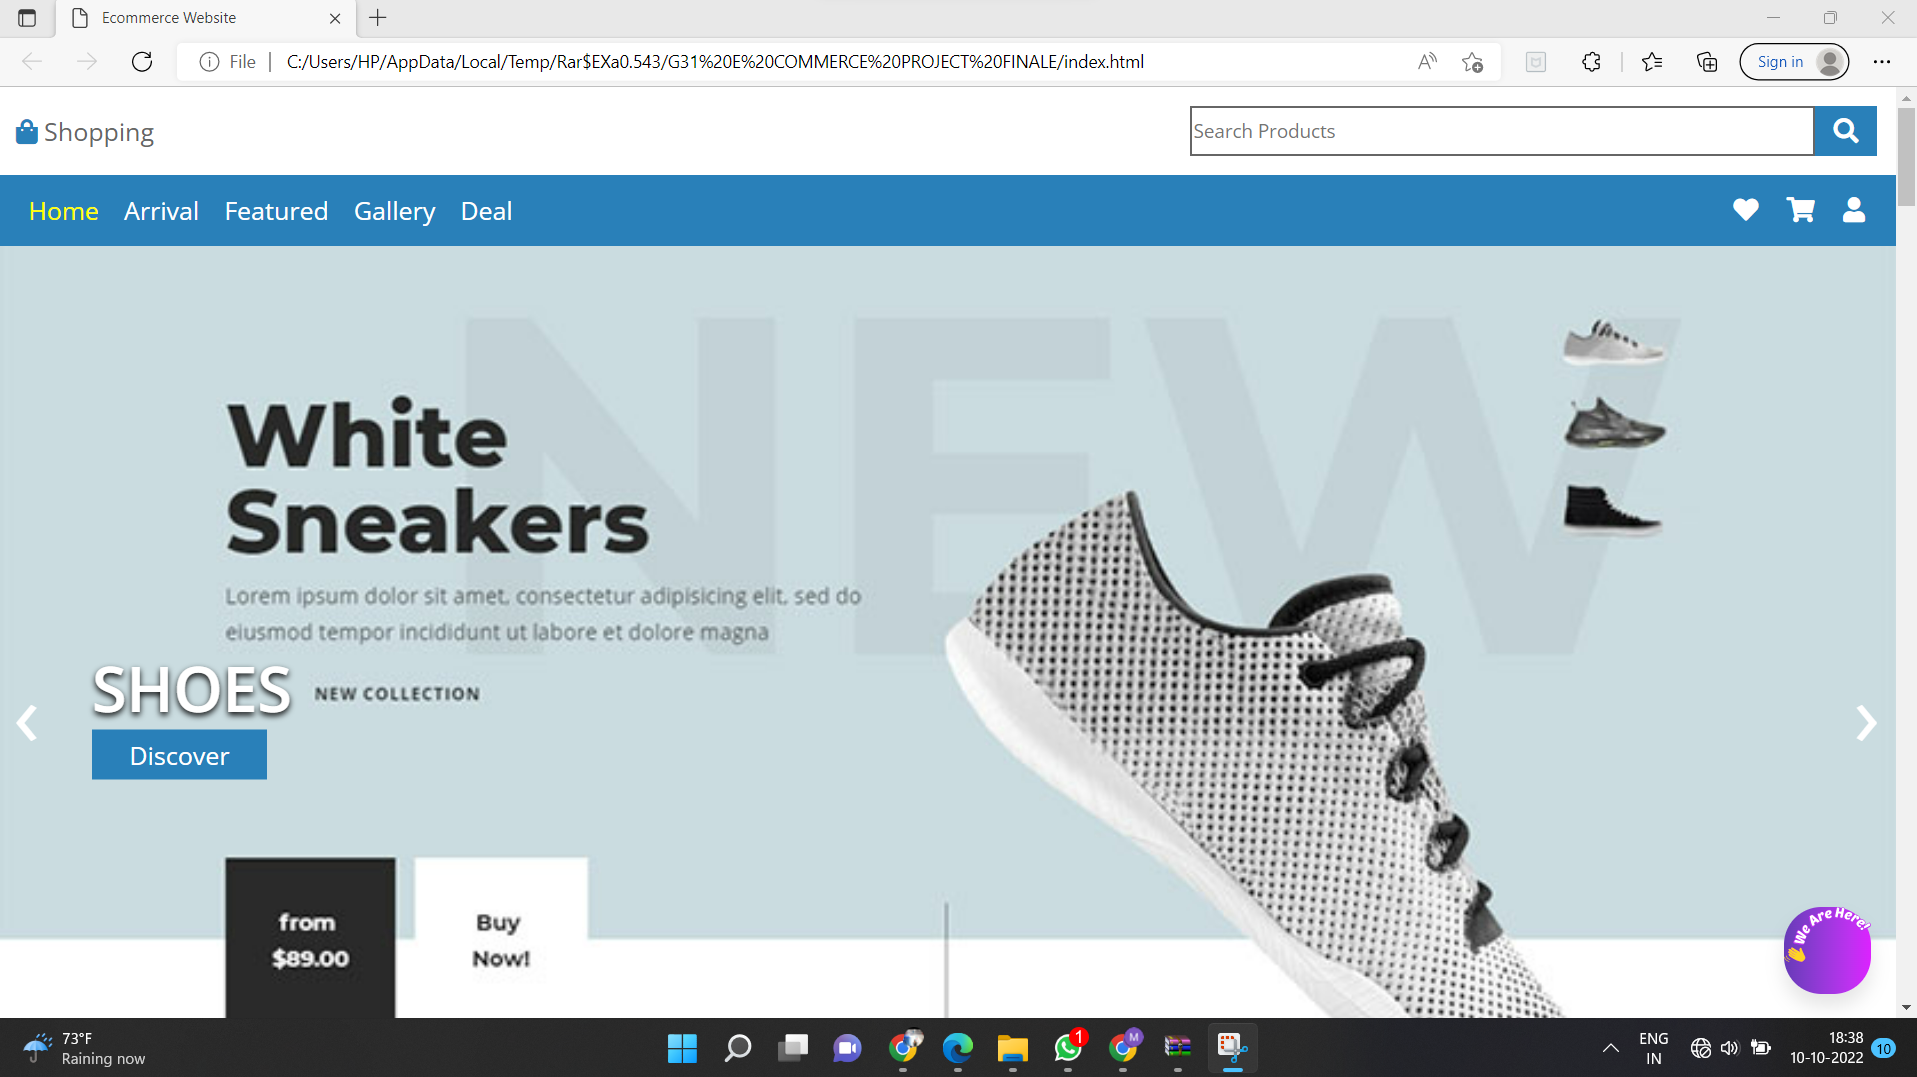 Ecommerce Website
File
C:/Users/HP/AppData/Local/Temp/Rar$EXa0.543/G31%20E%20COMMERCE%20PROJECT%20FINALE/index.html
Sign in
Shopping
Search Products
Home Arrival Featured Gallery Deal
NEW
White
Sneakers
Lorem ipsum dolor sit amet, consectetur adipisicing elit, sed do
eiusmod tempor incididunt ut labore et dolore magna
SHOES
NEW COLLECTION
Discover
from
$89.00
Buy
Now!
We Are Here!
73°F
Raining now
1
M
ENG
IN
18:38
10-10-2022
10